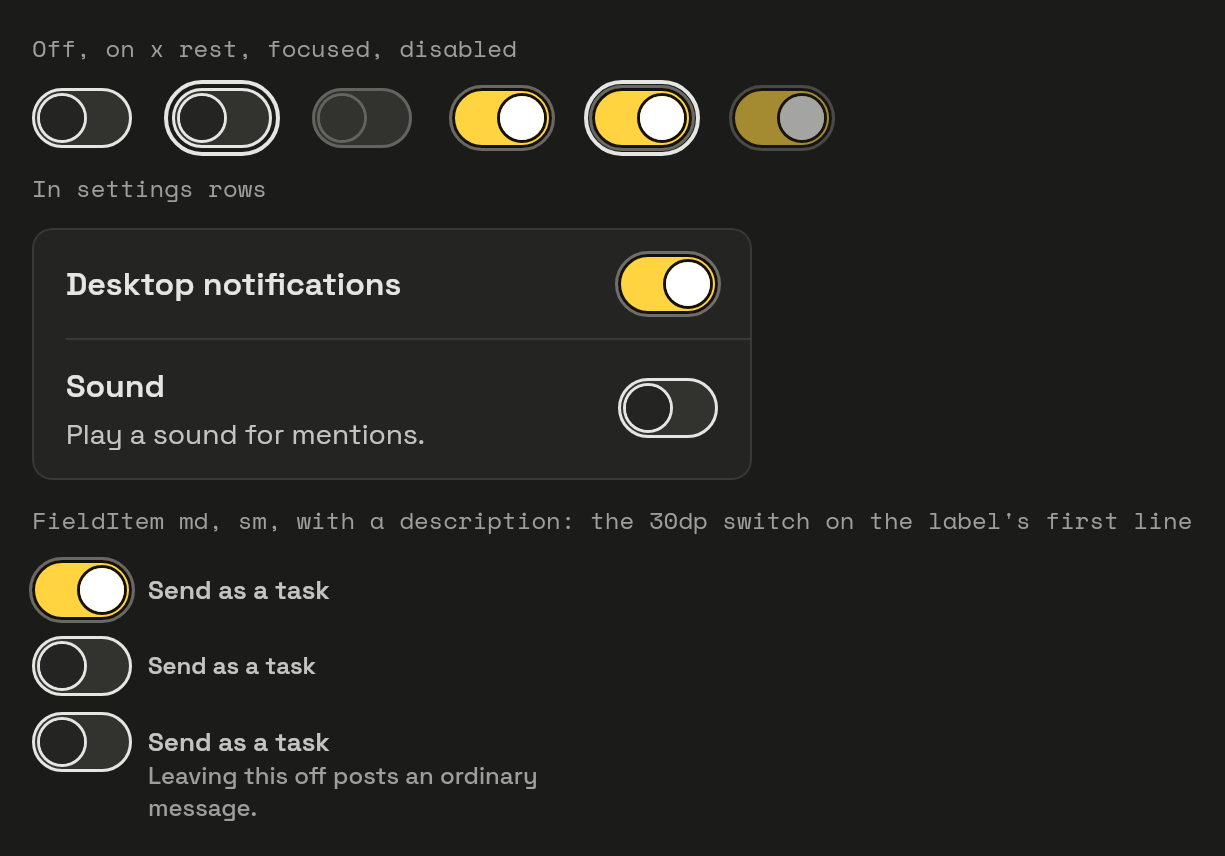 Off, on x rest, focused, disabled
In settings rows
Desktop notifications
Sound
Play a sound for mentions.
FieldItem md, sm, with a description: the 30dp switch on the label's first line
Send as a task
Send as a task
Send as a task
Leaving this off posts an ordinary
message.